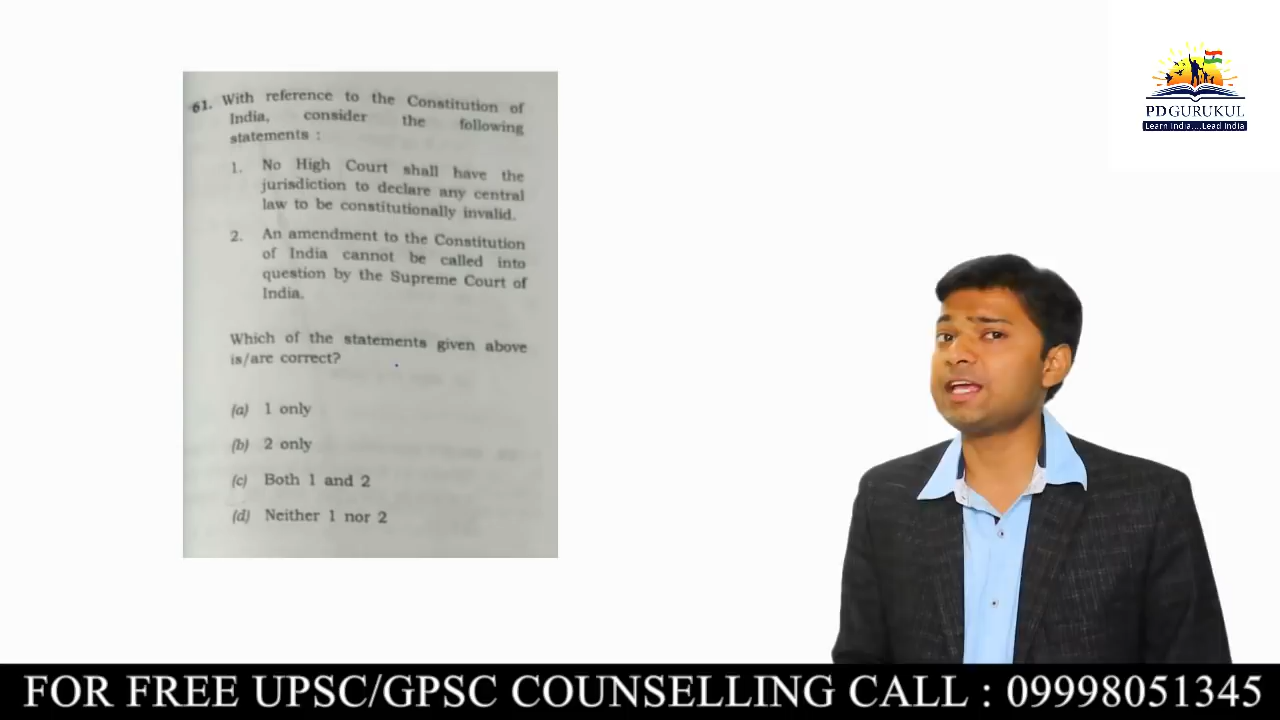 61. With reference to the Constitution of
India, consider the following
statements :
1. No High Court shall have the
jurisdiction to declare any central
law to be constitutionally invalid.
2. An amendment to the Constitution
of India cannot be called into
question by the Supreme Court of
India.
Which of the statements given above
is/are correct?
(a) 1 only
(b) 2 only
(c) Both 1 and 2
(d) Neither 1 nor 2
PDGURUKUL
Learn India....Lead India
FOR FREE UPSC/GPSC COUNSELLING CALL : 09998051345